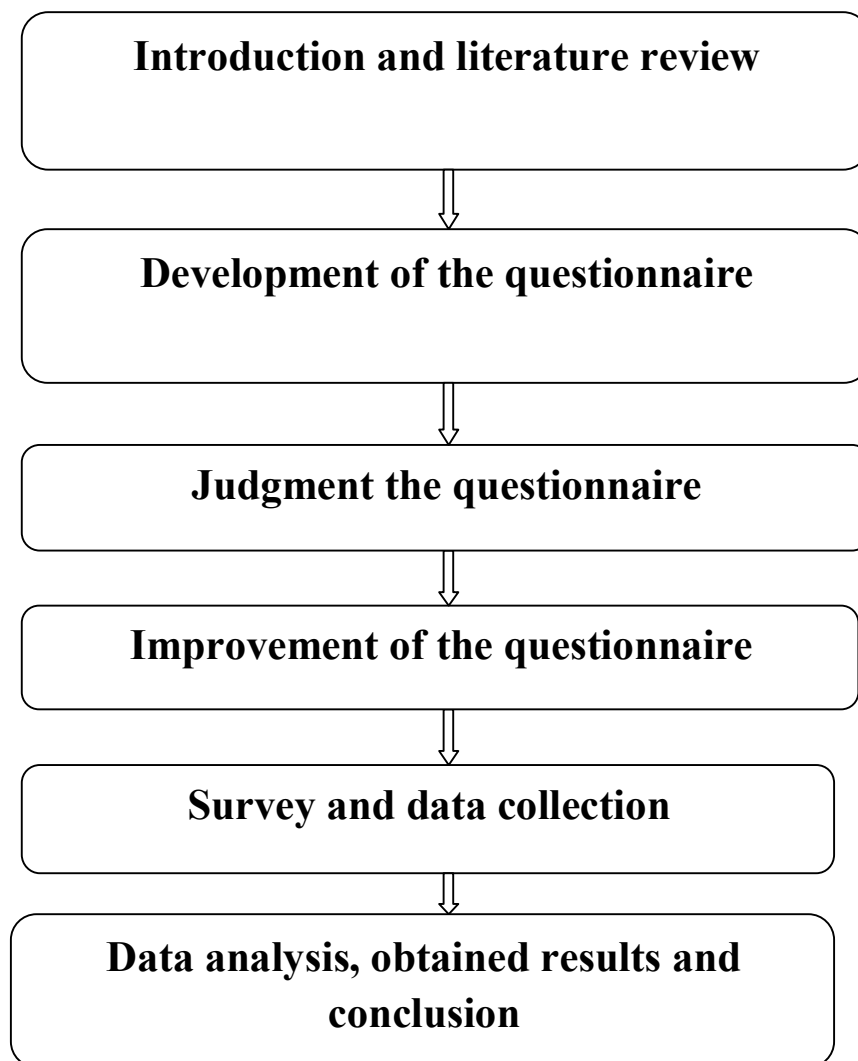 Introduction and literature review
Development of the questionnaire
Judgment the questionnaire
Improvement of the questionnaire
Survey and data collection
Data analysis, obtained results and
conclusion